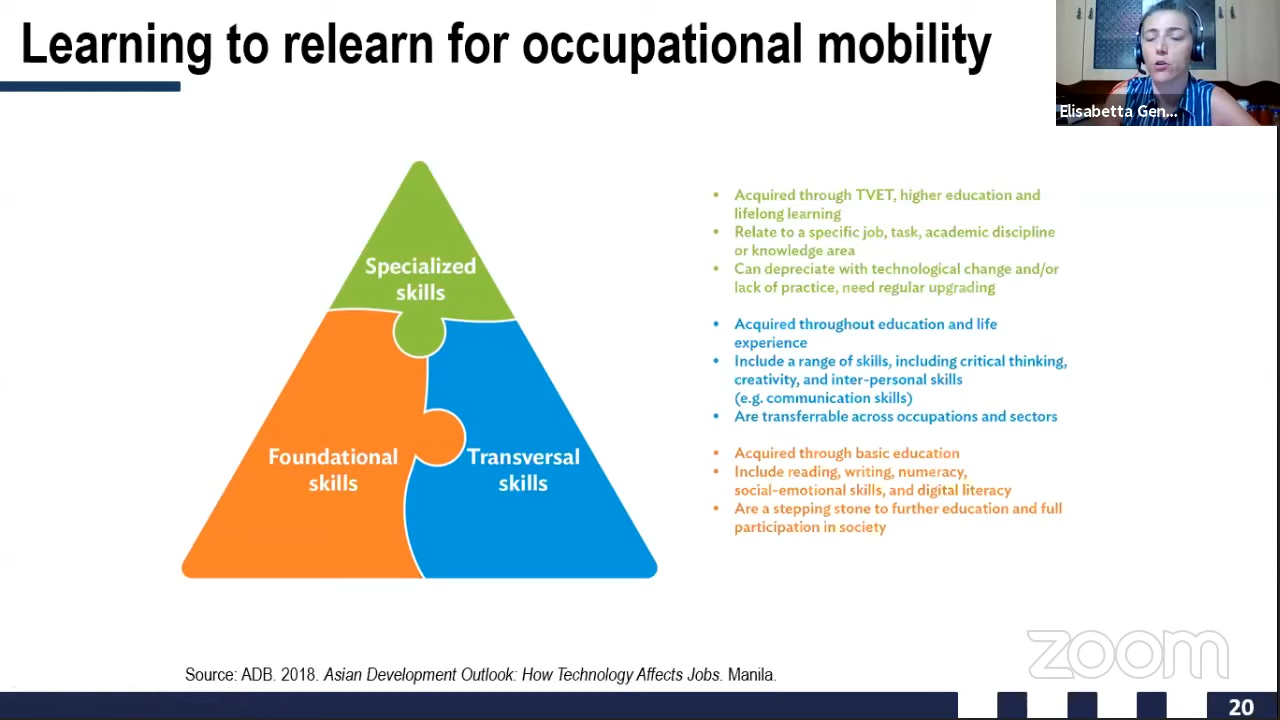 Learning to relearn for occupational mobility
Elisabetta Gen...
Specialized
skills
Foundational
skills
Transversal
skills
• Acquired through TVET, higher education and
lifelong learning
• Relate to a specific job, task, academic discipline
or knowledge area
• Can depreciate with technological change and/or
lack of practice, need regular upgrading
• Acquired throughout education and life
experience
• Include a range of skills, including critical thinking,
creativity, and inter-personal skills
(e.g. communication skills)
• Are transferrable across occupations and sectors
• Acquired through basic education
• Include reading, writing, numeracy,
social-emotional skills, and digital literacy
• Are a stepping stone to further education and full
participation in society
zoom
Source: ADB. 2018. Asian Development Outlook: How Technology Affects Jobs. Manila.
20